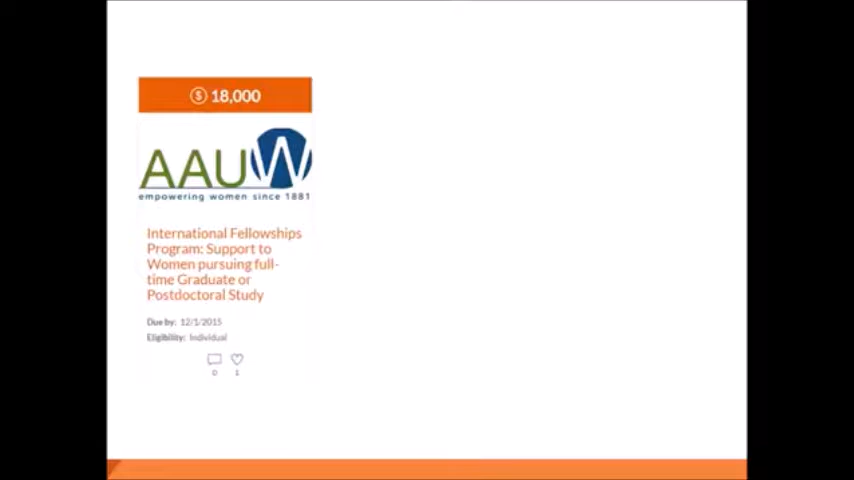 $ 18,000
AAUW
empowering women since 1881
International Fellowships
Program: Support to
Women pursuing full-
time Graduate or
Postdoctoral Study
Due by: 12/1/2015
Eligibility: Individual
0 1